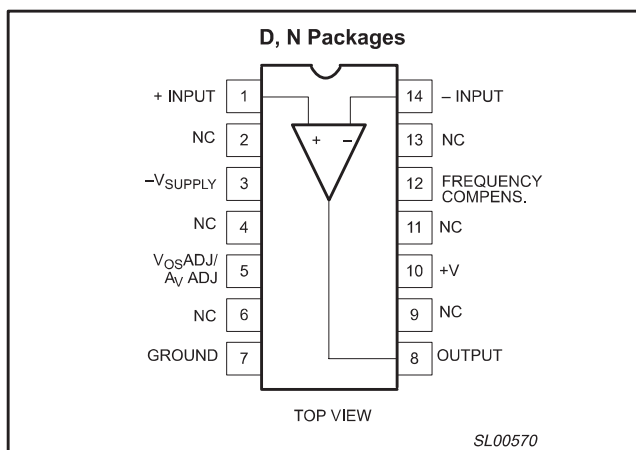 D, N Packages
+ INPUT 1 14 – INPUT
+ –
NC 2 13 NC
–VSUPPLY 3 12 FREQUENCY
COMPENS.
NC 4 11 NC
VOSADJ/
AV ADJ 5 10 +V
NC 6 9 NC
GROUND 7 8 OUTPUT
TOP VIEW
SL00570